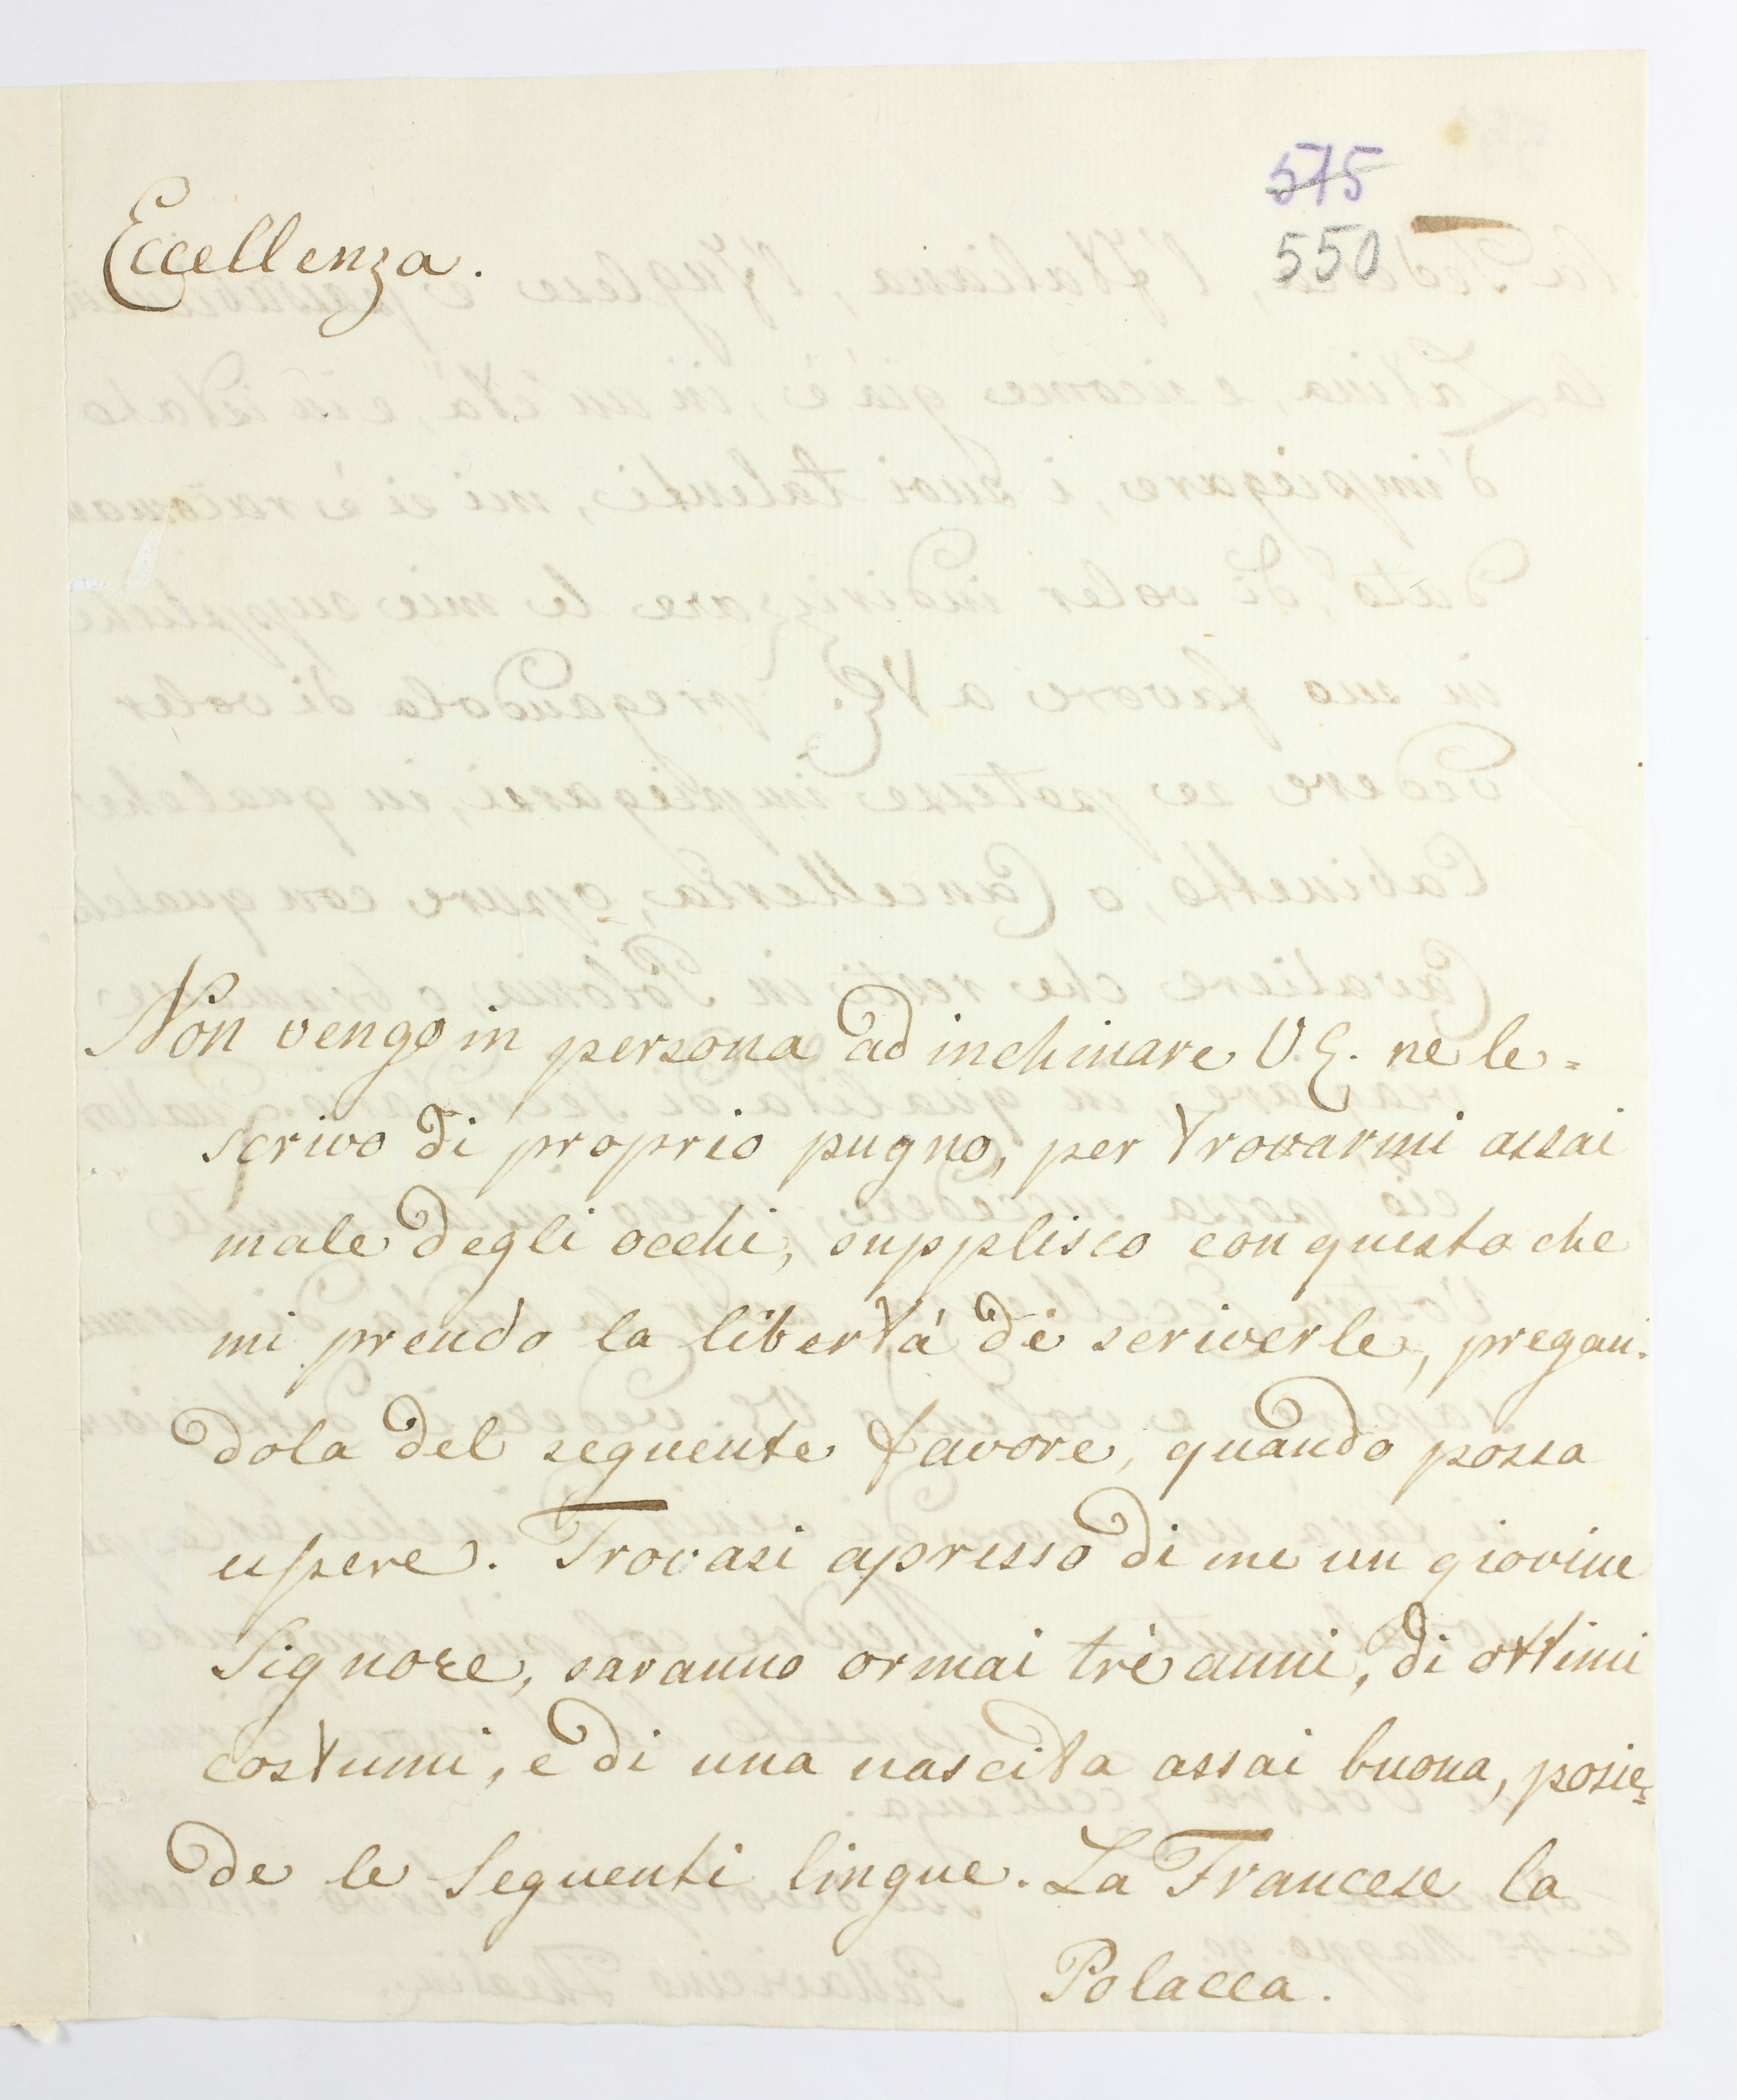 575
550
Eccellenza.
Non vengo in persona ad inchinare V.E. ne le=
scrivo di proprio pugno, per trovarmi assai
male degli occhi, supplisco con questo che
mi prendo la libertà di scriverle, pregan.
dola del seguente favore, quando possa
essere. Trovasi apresso di me un giovine
Signore, saranno ormai trè anni, di ottimi
costumi, e di una nascita assai buona, posie=
de le seguenti lingue. La Francese la
Polacca.